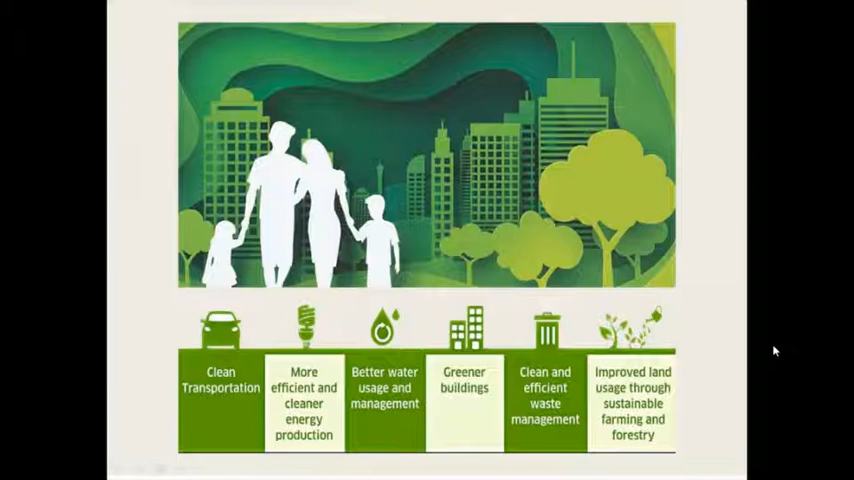 Clean
Transportation
More
efficient and
cleaner
energy
production
Better water
usage and
management
Greener
buildings
Clean and
efficient
waste
management
Improved land
usage through
sustainable
farming and
forestry